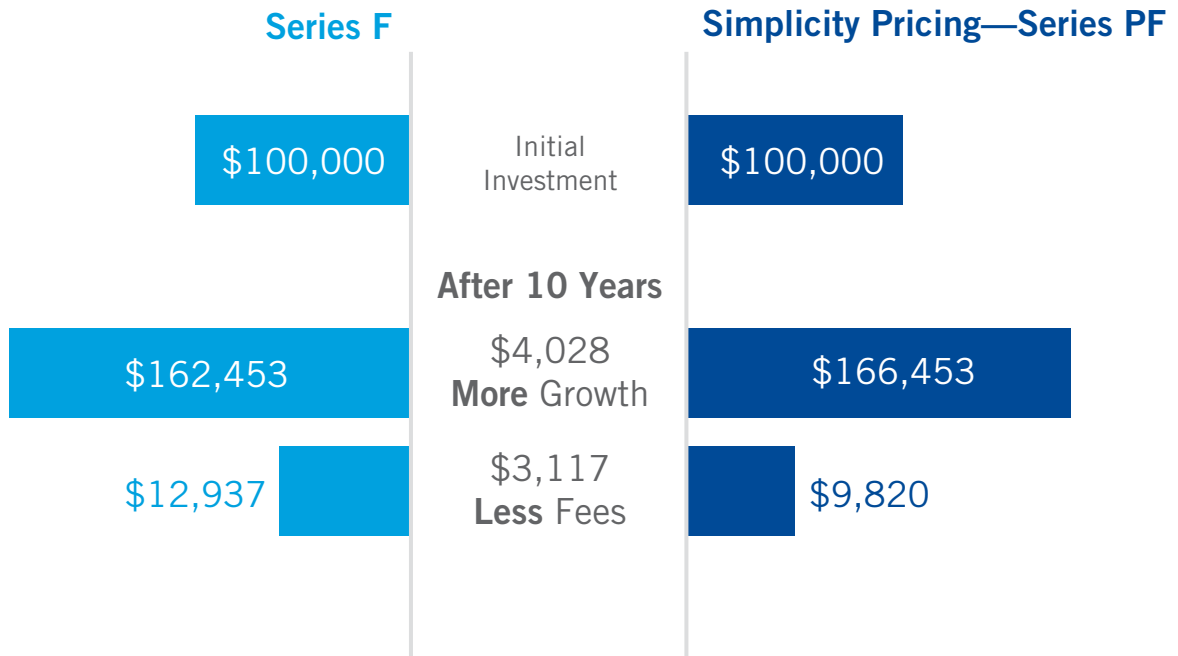 Series F
Simplicity Pricing—Series PF
$100,000
Initial
Investment
$100,000
After 10 Years
$162,453
$4,028
More Growth
$166,453
$12,937
$3,117
Less Fees
$9,820